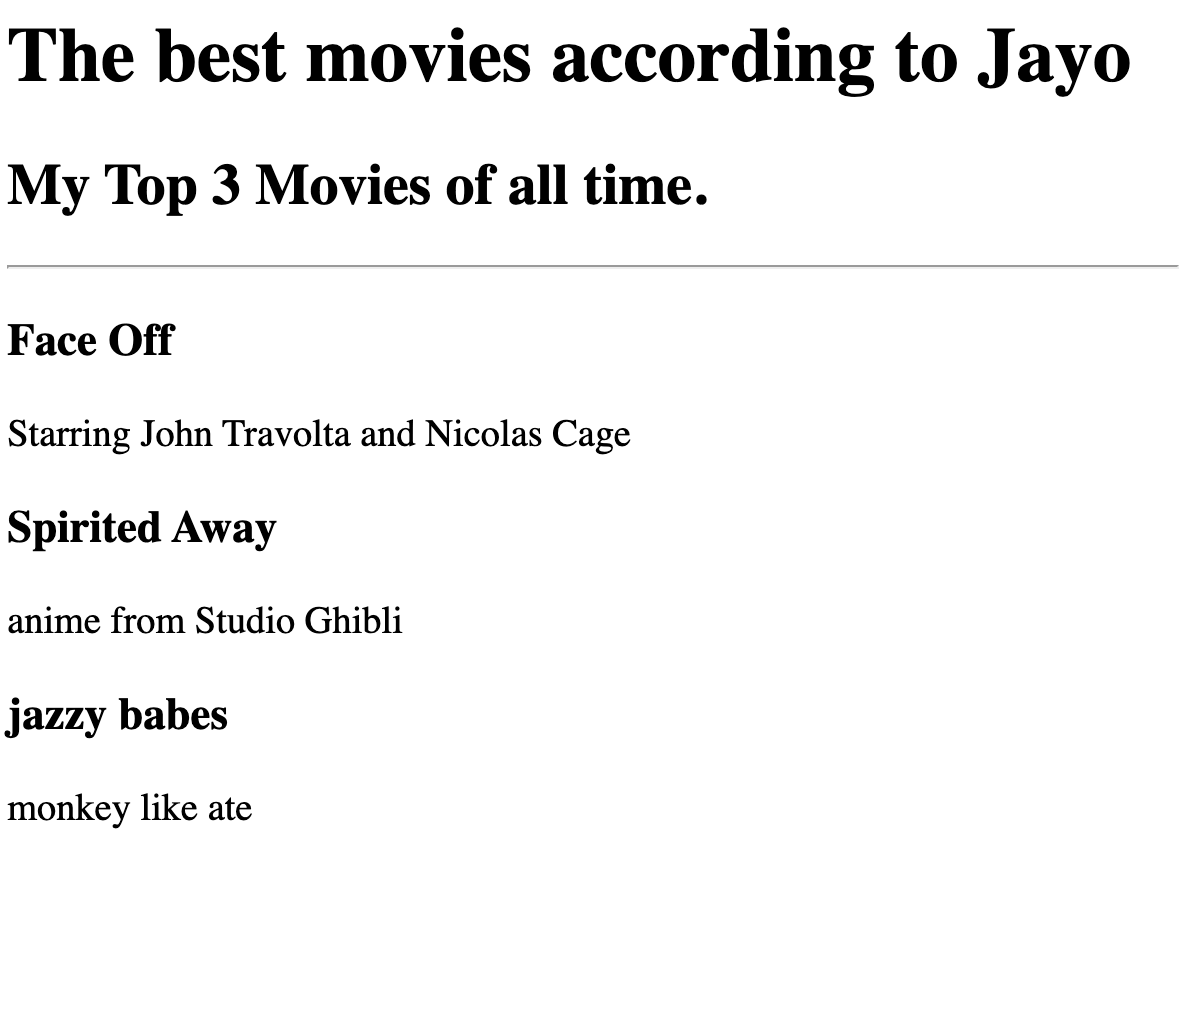 The best movies according to Jayo
My Top 3 Movies of all time.
Face Off
Starring John Travolta and Nicolas Cage
Spirited Away
anime from Studio Ghibli
jazzy babes
monkey like ate